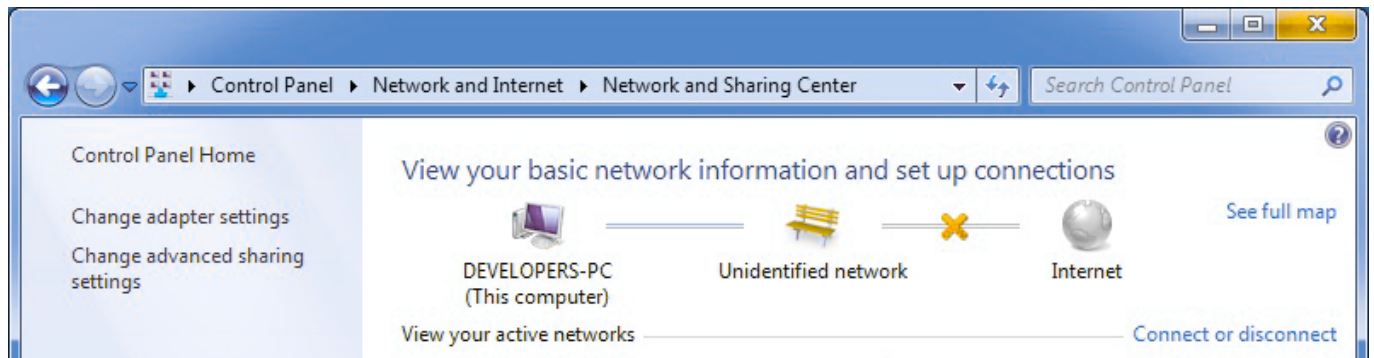 Control Panel Network and Internet Network and Sharing Center Search Control Panel
Control Panel Home
Change adapter settings
Change advanced sharing
settings
View your basic network information and set up connections
See full map
DEVELOPERS-PC
(This computer)
Unidentified network
Internet
View your active networks
Connect or disconnect